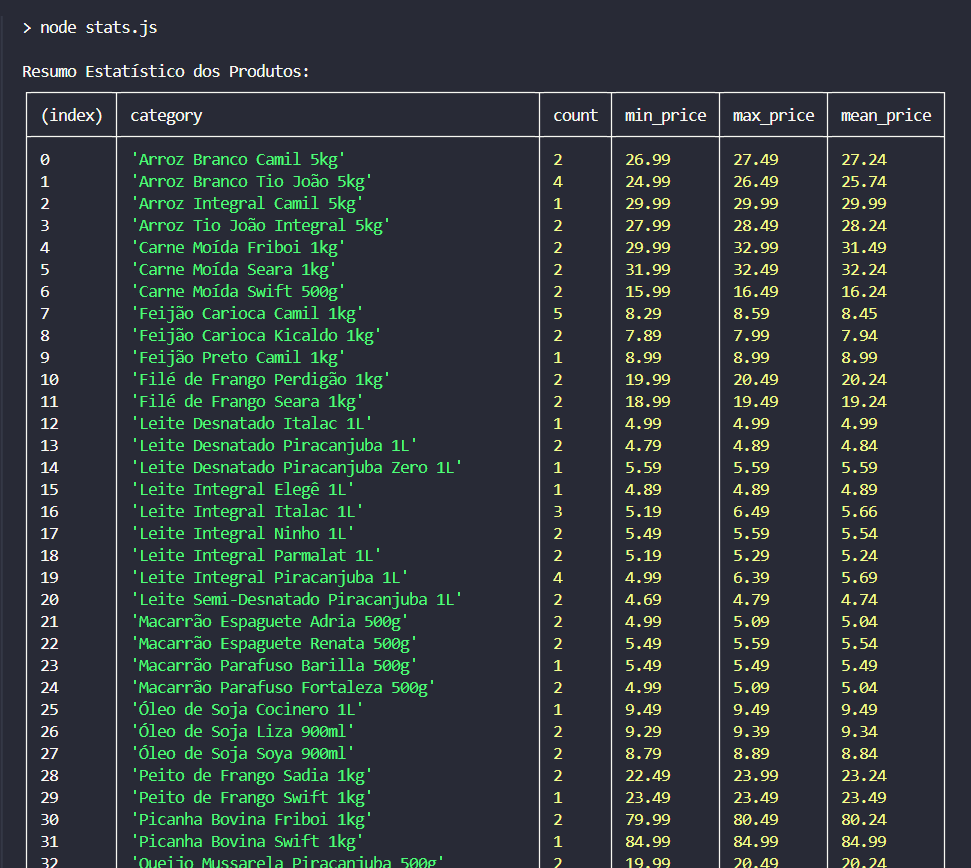 > node stats.js
Resumo Estatístico dos Produtos:
(index) category count min_price max_price mean_price
0 'Arroz Branco Camil 5kg' 2 26.99 27.49 27.24
1 'Arroz Branco Tio João 5kg' 4 24.99 26.49 25.74
2 'Arroz Integral Camil 5kg' 1 29.99 29.99 29.99
3 'Arroz Tio João Integral 5kg' 2 27.99 28.49 28.24
4 'Carne Moída Friboi 1kg' 2 29.99 32.99 31.49
5 'Carne Moída Seara 1kg' 2 31.99 32.49 32.24
6 'Carne Moída Swift 500g' 2 15.99 16.49 16.24
7 'Feijão Carioca Camil 1kg' 5 8.29 8.59 8.45
8 'Feijão Carioca Kicaldo 1kg' 2 7.89 7.99 7.94
9 'Feijão Preto Camil 1kg' 1 8.99 8.99 8.99
10 'Filé de Frango Perdigão 1kg' 2 19.99 20.49 20.24
11 'Filé de Frango Seara 1kg' 2 18.99 19.49 19.24
12 'Leite Desnatado Italac 1L' 1 4.99 4.99 4.99
13 'Leite Desnatado Piracanjuba 1L' 2 4.79 4.89 4.84
14 'Leite Desnatado Piracanjuba Zero 1L' 1 5.59 5.59 5.59
15 'Leite Integral Elegê 1L' 1 4.89 4.89 4.89
16 'Leite Integral Italac 1L' 3 5.19 6.49 5.66
17 'Leite Integral Ninho 1L' 2 5.49 5.59 5.54
18 'Leite Integral Parmalat 1L' 2 5.19 5.29 5.24
19 'Leite Integral Piracanjuba 1L' 4 4.99 6.39 5.69
20 'Leite Semi-Desnatado Piracanjuba 1L' 2 4.69 4.79 4.74
21 'Macarrão Espaguete Adria 500g' 2 4.99 5.09 5.04
22 'Macarrão Espaguete Renata 500g' 2 5.49 5.59 5.54
23 'Macarrão Parafuso Barilla 500g' 1 5.49 5.49 5.49
24 'Macarrão Parafuso Fortaleza 500g' 2 4.99 5.09 5.04
25 'Óleo de Soja Cocinero 1L' 1 9.49 9.49 9.49
26 'Óleo de Soja Liza 900ml' 2 9.29 9.39 9.34
27 'Óleo de Soja Soya 900ml' 2 8.79 8.89 8.84
28 'Peito de Frango Sadia 1kg' 2 22.49 23.99 23.24
29 'Peito de Frango Swift 1kg' 1 23.49 23.49 23.49
30 'Picanha Bovina Friboi 1kg' 2 79.99 80.49 80.24
31 'Picanha Bovina Swift 1kg' 1 84.99 84.99 84.99
32 'Queijo Mussarela Piracanjuba 500g' 2 19.99 20.49 20.24